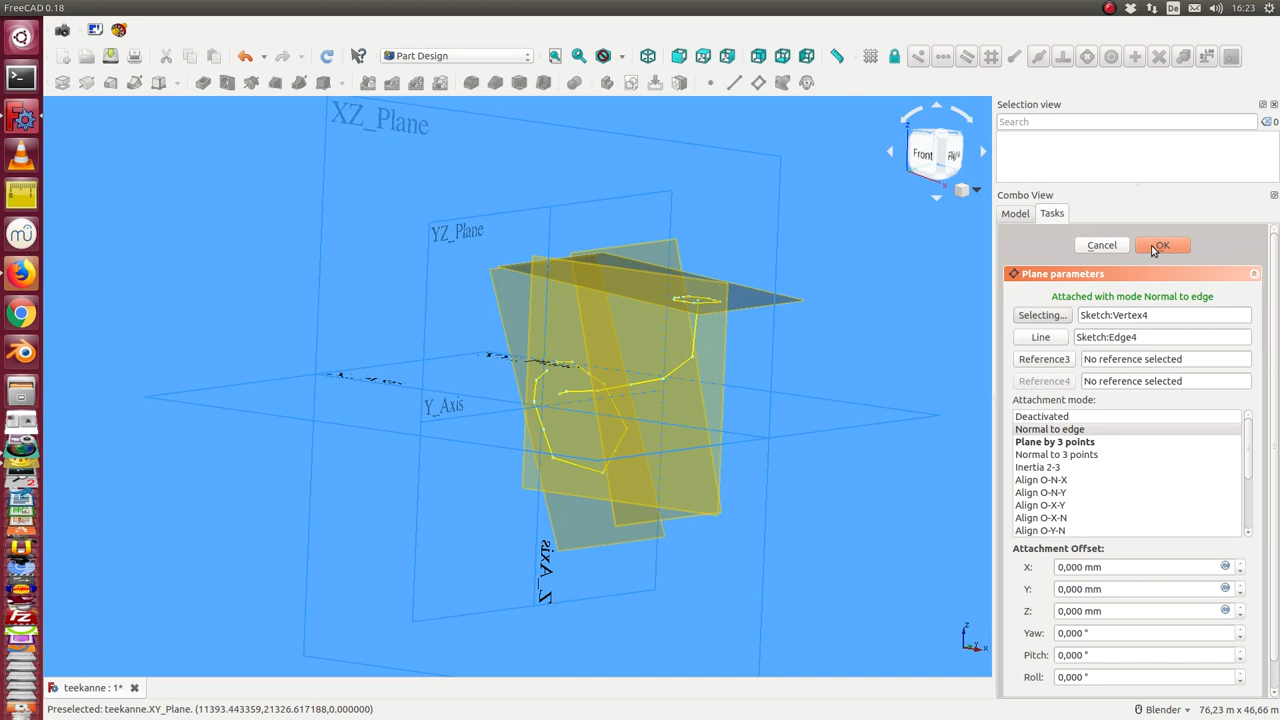 FreeCAD 0.18
De
16:23
Part Design
XZ_Plane
YZ_Plane
Y_Axis
Z_Axis
Front
Right
z
x
z
x
Selection view
Search
0
Combo View
Model
Tasks
Cancel
OK
Plane parameters
Attached with mode Normal to edge
Selecting...
Sketch:Vertex4
Line
Sketch:Edge4
Reference3
No reference selected
Reference4
No reference selected
Attachment mode:
Deactivated
Normal to edge
Plane by 3 points
Normal to 3 points
Inertia 2-3
Align O-N-X
Align O-N-Y
Align O-X-Y
Align O-X-N
Align O-Y-N
Attachment Offset:
X:
0,000 mm
Y:
0,000 mm
Z:
0,000 mm
Yaw:
0,000 °
Pitch:
0,000 °
Roll:
0,000 °
teekanne : 1*
Preselected: teekanne.XY_Plane. (11393.443359,21326.617188,0.000000)
Blender
76,23 m x 46,66 m